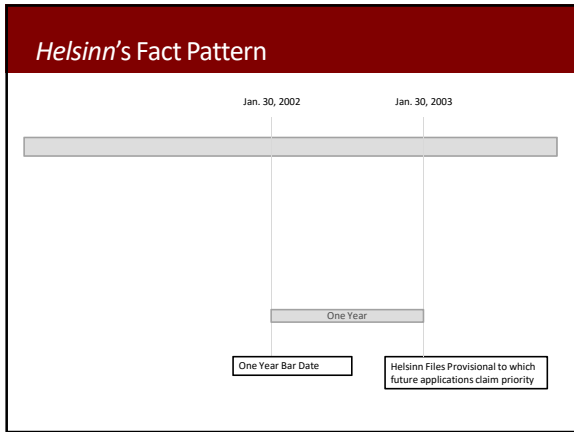 Helsinn's Fact Pattern
Jan. 30, 2002
Jan. 30, 2003
One Year
One Year Bar Date
Helsinn Files Provisional to which
future applications claim priority